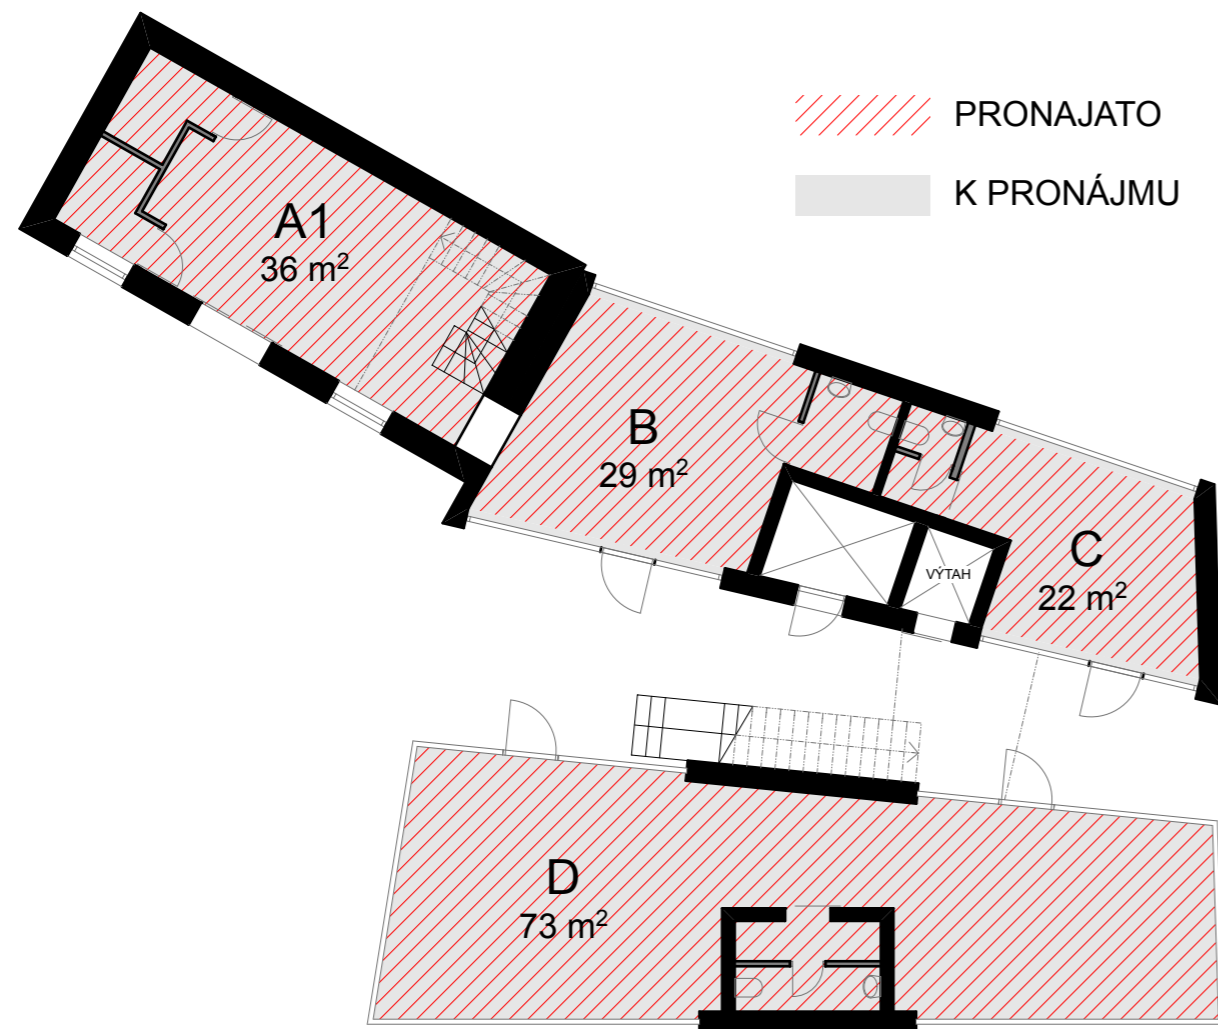 PRONAJATO
K PRONÁJMU
A1
36 m²
B
29 m²
C
22 m²
VÝTAH
D
73 m²